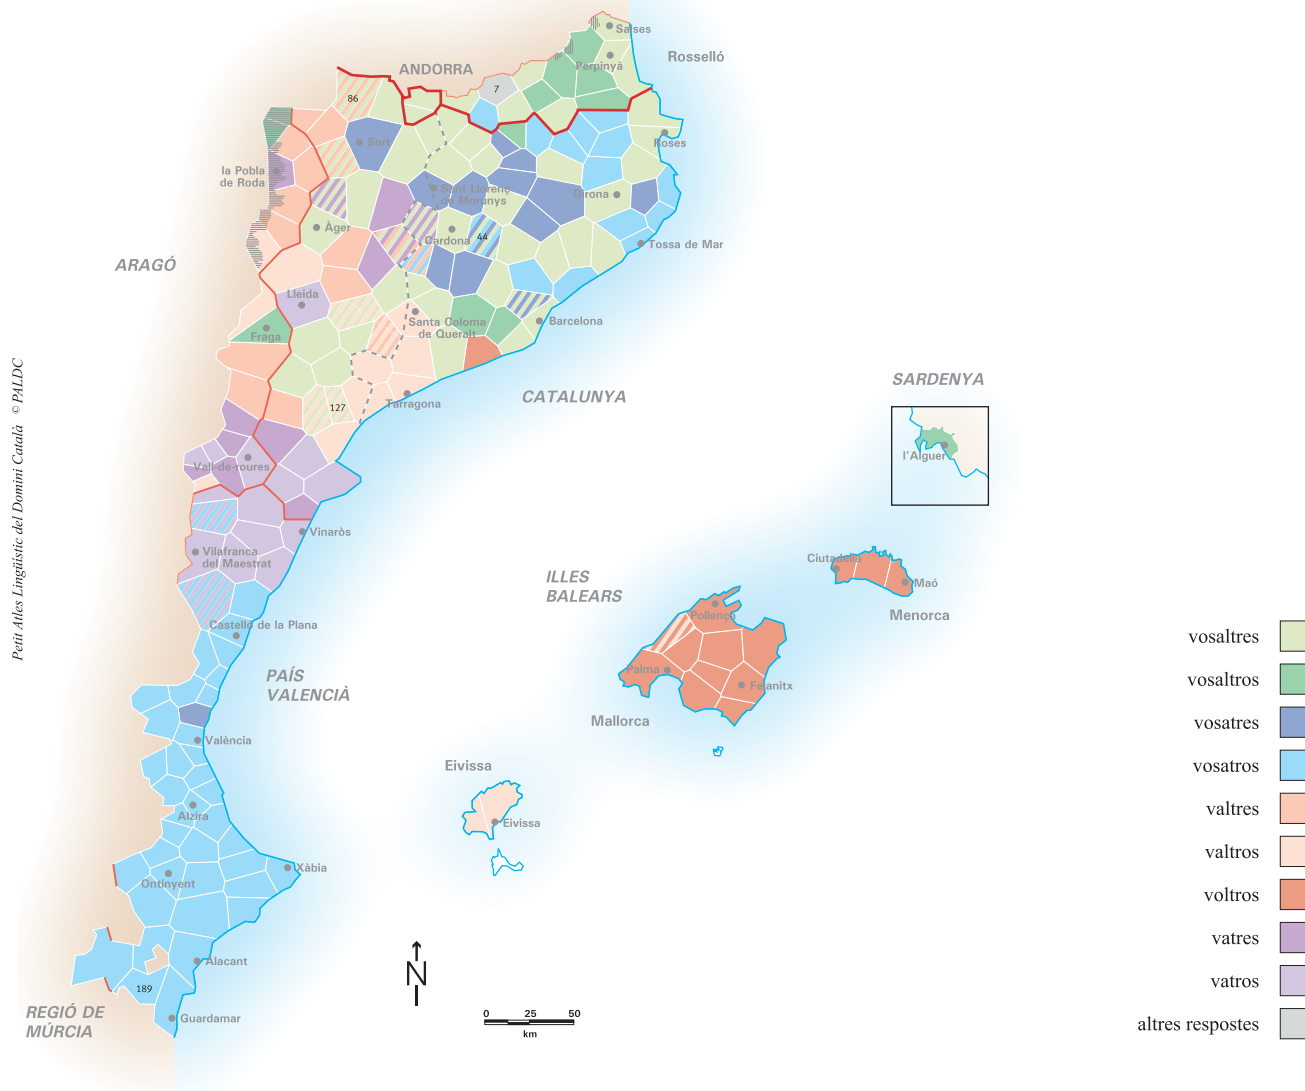 Salses
Rosselló
Perpinyà
ANDORRA
7
86
Roses
Sort
la Pobla
de Roda
Sant Llorenç
de Morunys
Girona
Àger
Cardona
44
Tossa de Mar
ARAGÓ
Lleida
Santa Coloma
de Queralt
Barcelona
Fraga
CATALUNYA
SARDENYA
127
Tarragona
l'Alguer
Vall-de-roures
Vinaròs
Vilafranca
del Maestrat
ILLES
BALEARS
Ciutadella
Maó
Menorca
Pollença
Castelló de la Plana
Palma
Felanitx
PAÍS
VALENCIÀ
Mallorca
València
Eivissa
Alzira
Eivissa
Xàbia
Ontinyent
Alacant
189
N
REGIÓ DE
MÚRCIA
Guardamar
0 25 50
km
Petit Atles Lingüístic del Domini Català © PALDC
vosaltres
vosaltros
vosatres
vosatros
valtres
valtros
voltros
vatres
vatros
altres respostes